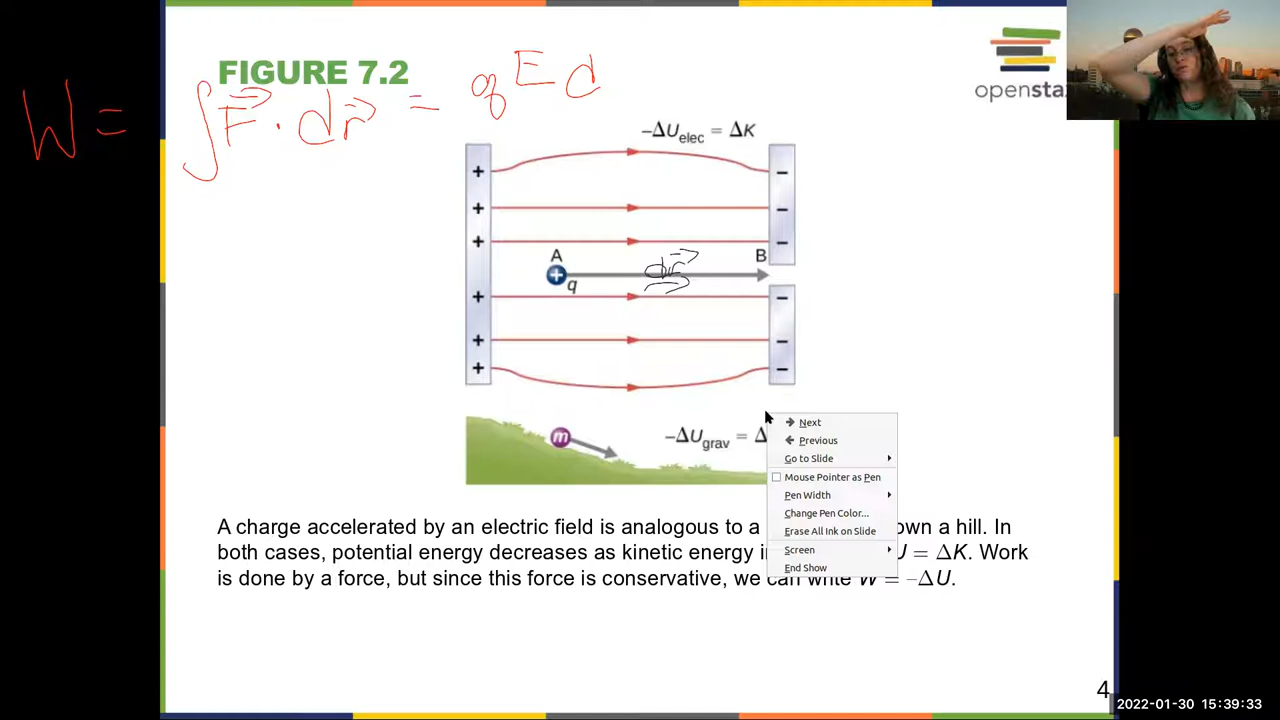 FIGURE 7.2
openstax
W = ∫ F⃗ · dr⃗ = qEd
−ΔU_elec = ΔK
+ −
+ −
+ −
A B
dr⃗
+
q
+ −
+ −
+ −
m
−ΔU_grav = Δ
Next
Previous
Go to Slide
Mouse Pointer as Pen
Pen Width
Change Pen Color...
Erase All Ink on Slide
Screen
End Show
A charge accelerated by an electric field is analogous to a own a hill. In
both cases, potential energy decreases as kinetic energy in U = ΔK. Work
is done by a force, but since this force is conservative, we can write W = –ΔU.
4
2022-01-30 15:39:33